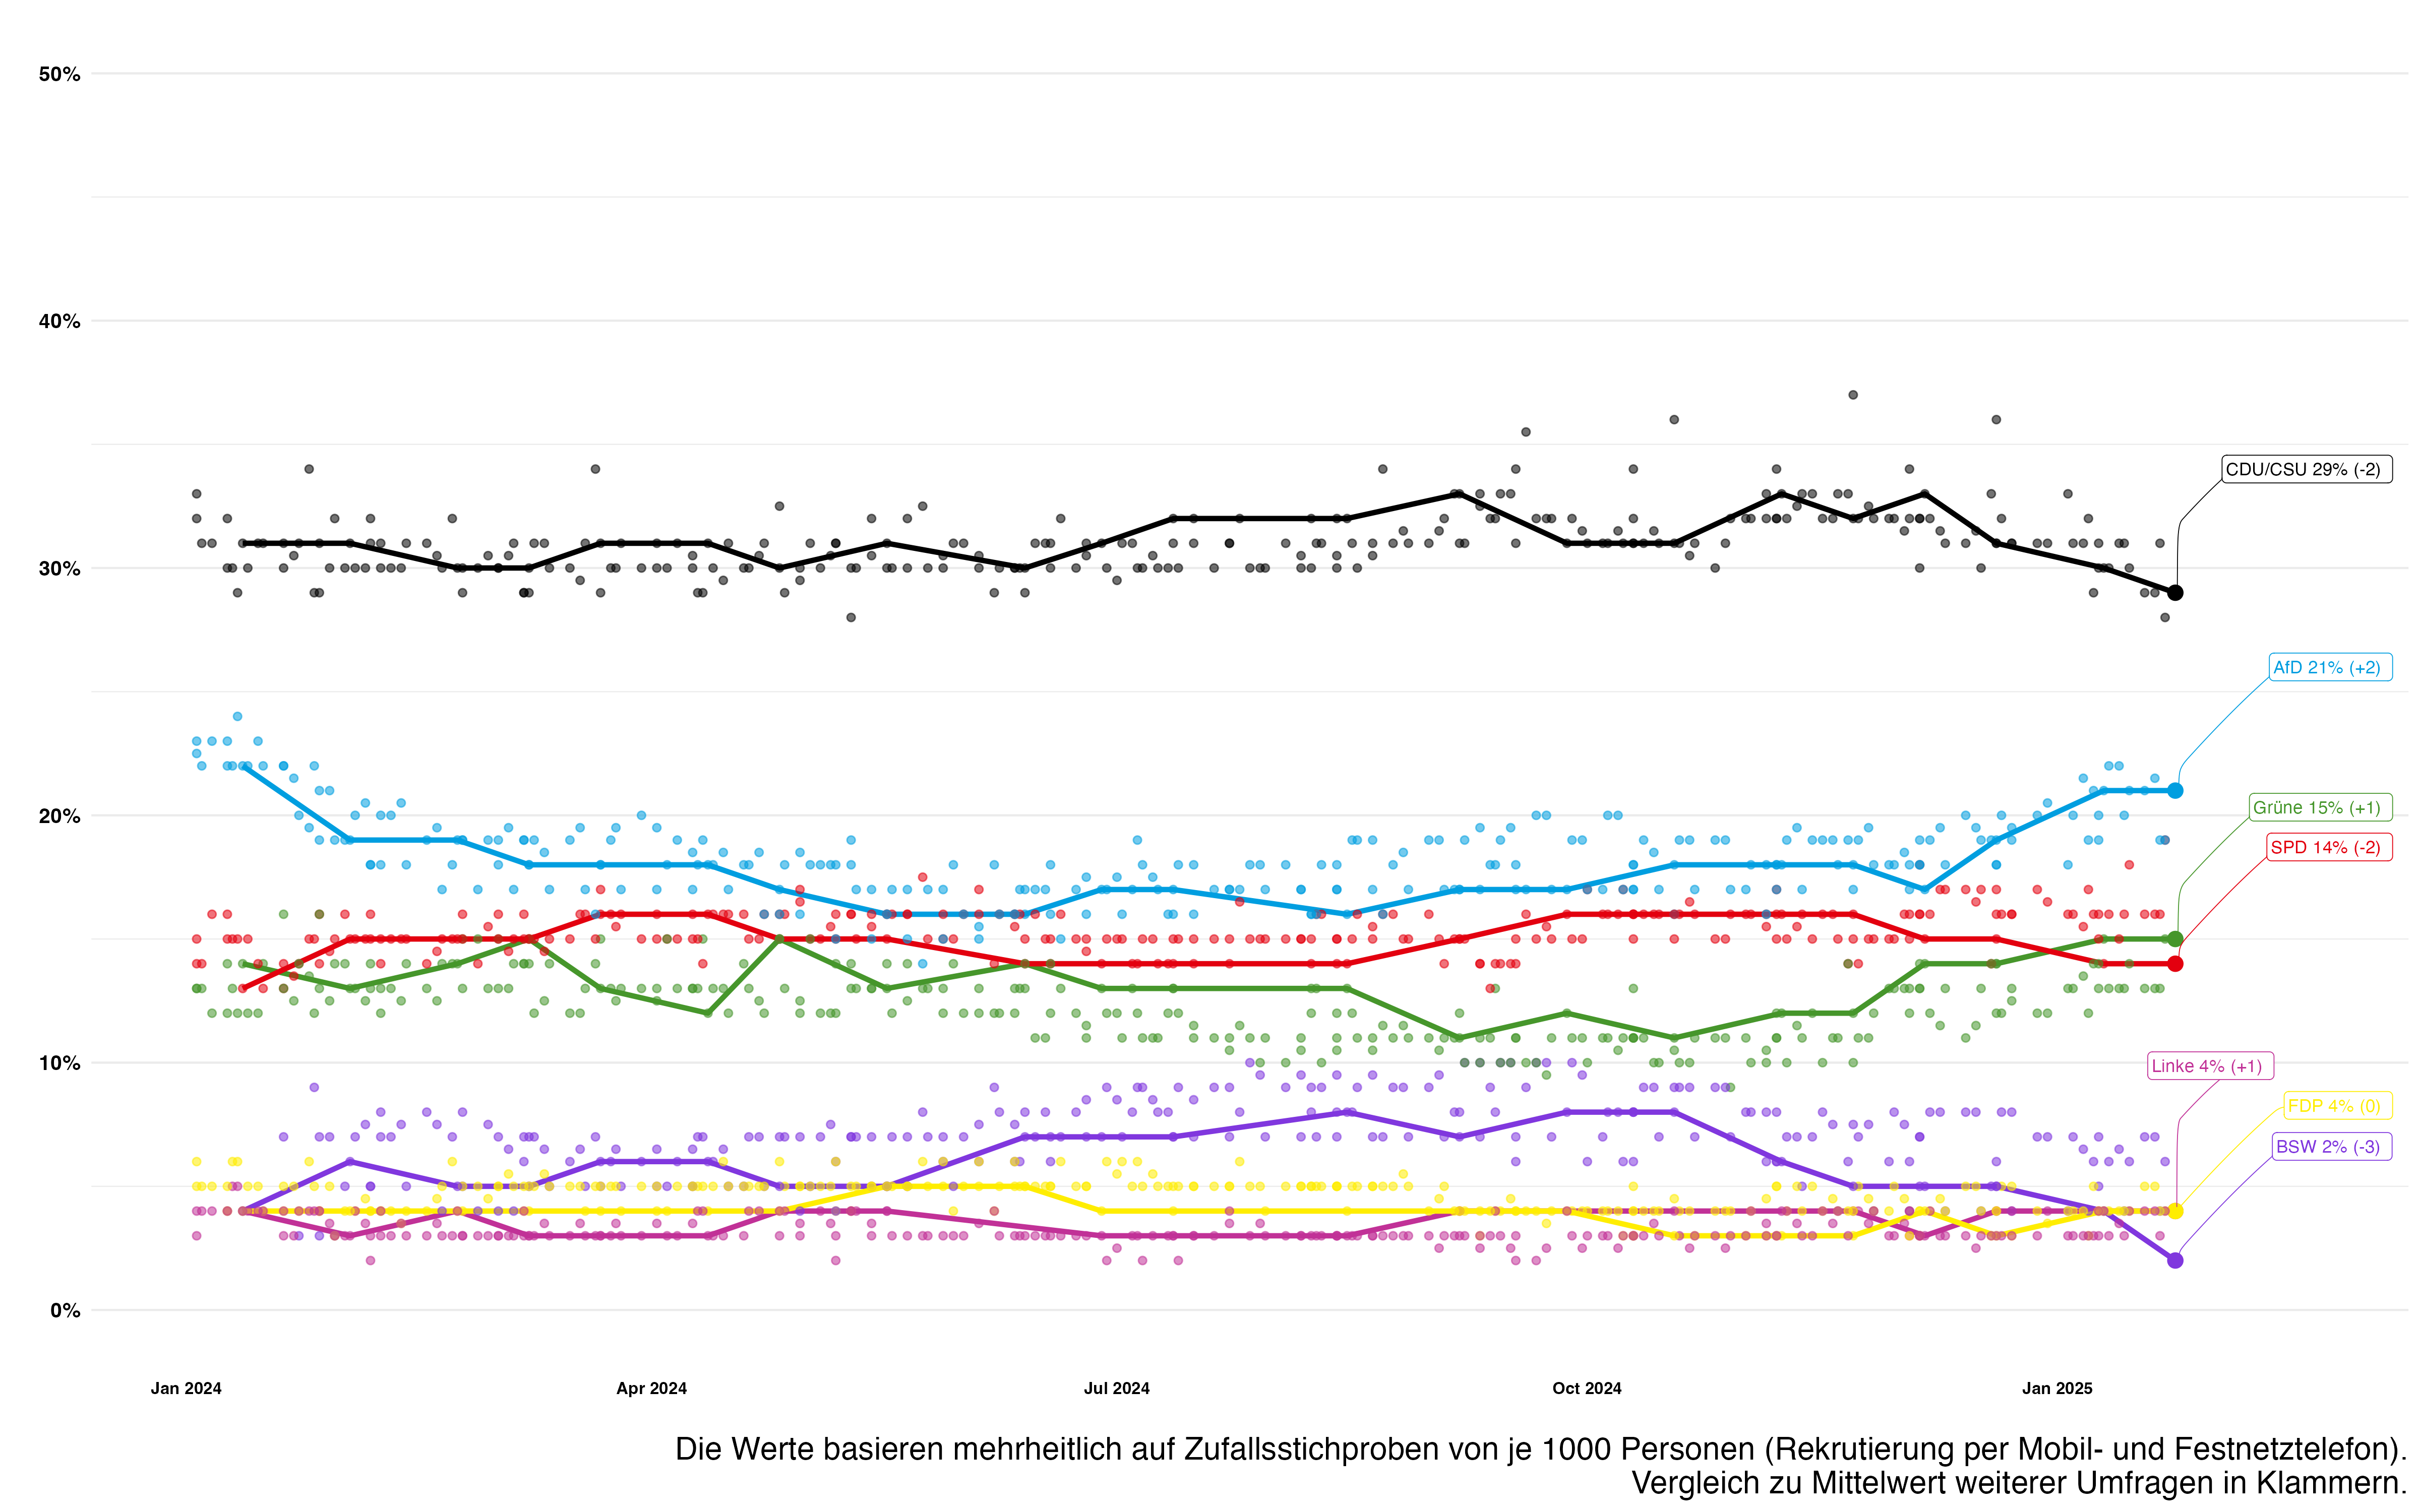 50%
40%
30%
20%
10%
0%
CDU/CSU 29% (-2)
AfD 21% (+2)
Grüne 15% (+1)
SPD 14% (-2)
Linke 4% (+1)
FDP 4% (0)
BSW 2% (-3)
Jan 2024
Apr 2024
Jul 2024
Oct 2024
Jan 2025
Die Werte basieren mehrheitlich auf Zufallsstichproben von je 1000 Personen (Rekrutierung per Mobil- und Festnetztelefon).
Vergleich zu Mittelwert weiterer Umfragen in Klammern.